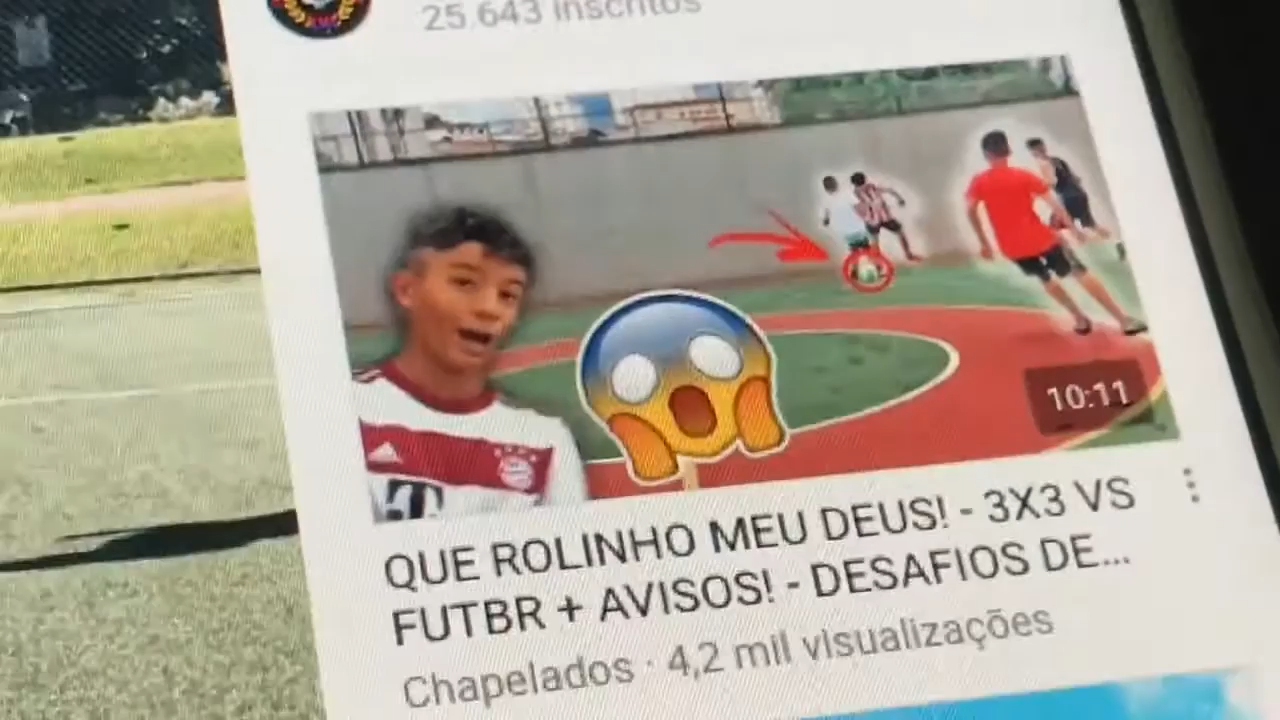 25.643 inscritos
10:11
QUE ROLINHO MEU DEUS! - 3X3 VS
FUTBR + AVISOS! - DESAFIOS DE...
Chapelados · 4,2 mil visualizações